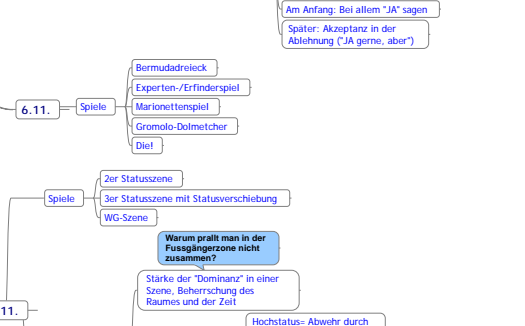 Am Anfang: Bei allem "JA" sagen
Später: Akzeptanz in der
Ablehnung ("JA gerne, aber")
6.11.
Spiele
Bermudadreieck
Experten-/Erfinderspiel
Marionettenspiel
Gromolo-Dolmetcher
Die!
Spiele
2er Statusszene
3er Statusszene mit Statusverschiebung
WG-Szene
Warum prallt man in der
Fussgängerzone nicht
zusammen?
Stärke der "Dominanz" in einer
Szene, Beherrschung des
Raumes und der Zeit
11.
Hochstatus= Abwehr durch